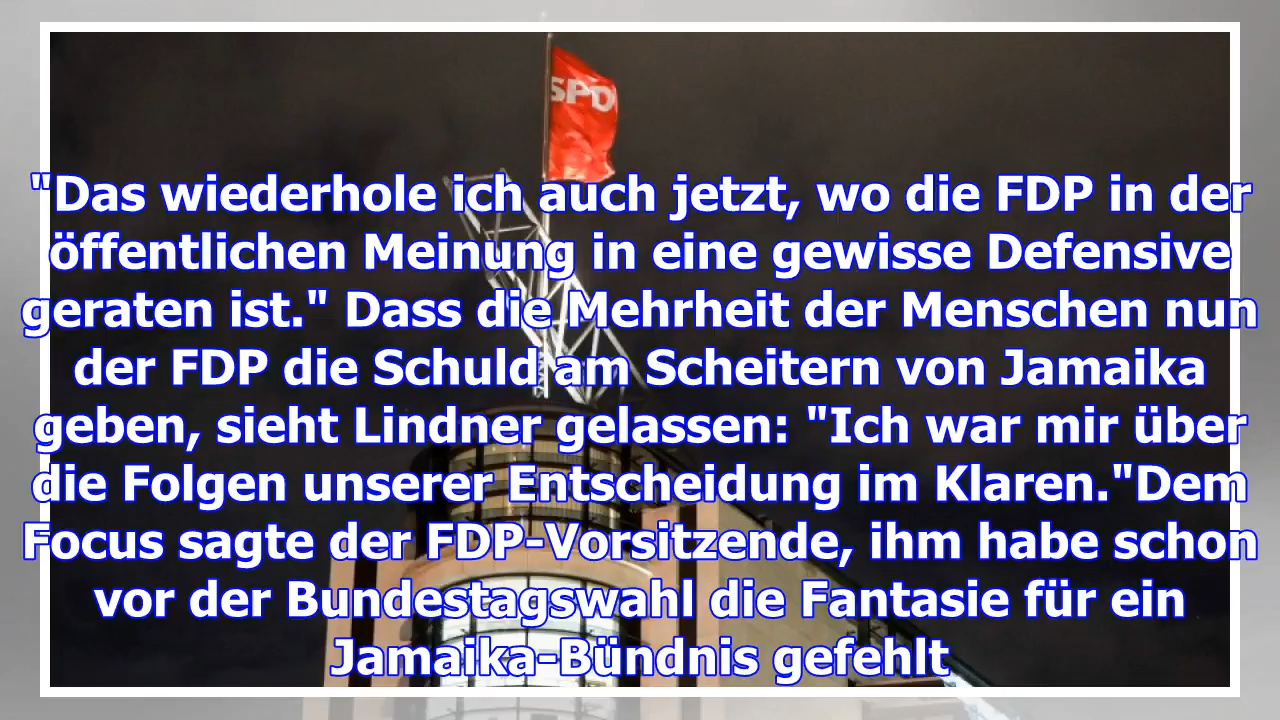 SPD
"Das wiederhole ich auch jetzt, wo die FDP in der
öffentlichen Meinung in eine gewisse Defensive
geraten ist." Dass die Mehrheit der Menschen nun
der FDP die Schuld am Scheitern von Jamaika
geben, sieht Lindner gelassen: "Ich war mir über
die Folgen unserer Entscheidung im Klaren."Dem
Focus sagte der FDP-Vorsitzende, ihm habe schon
vor der Bundestagswahl die Fantasie für ein
Jamaika-Bündnis gefehlt